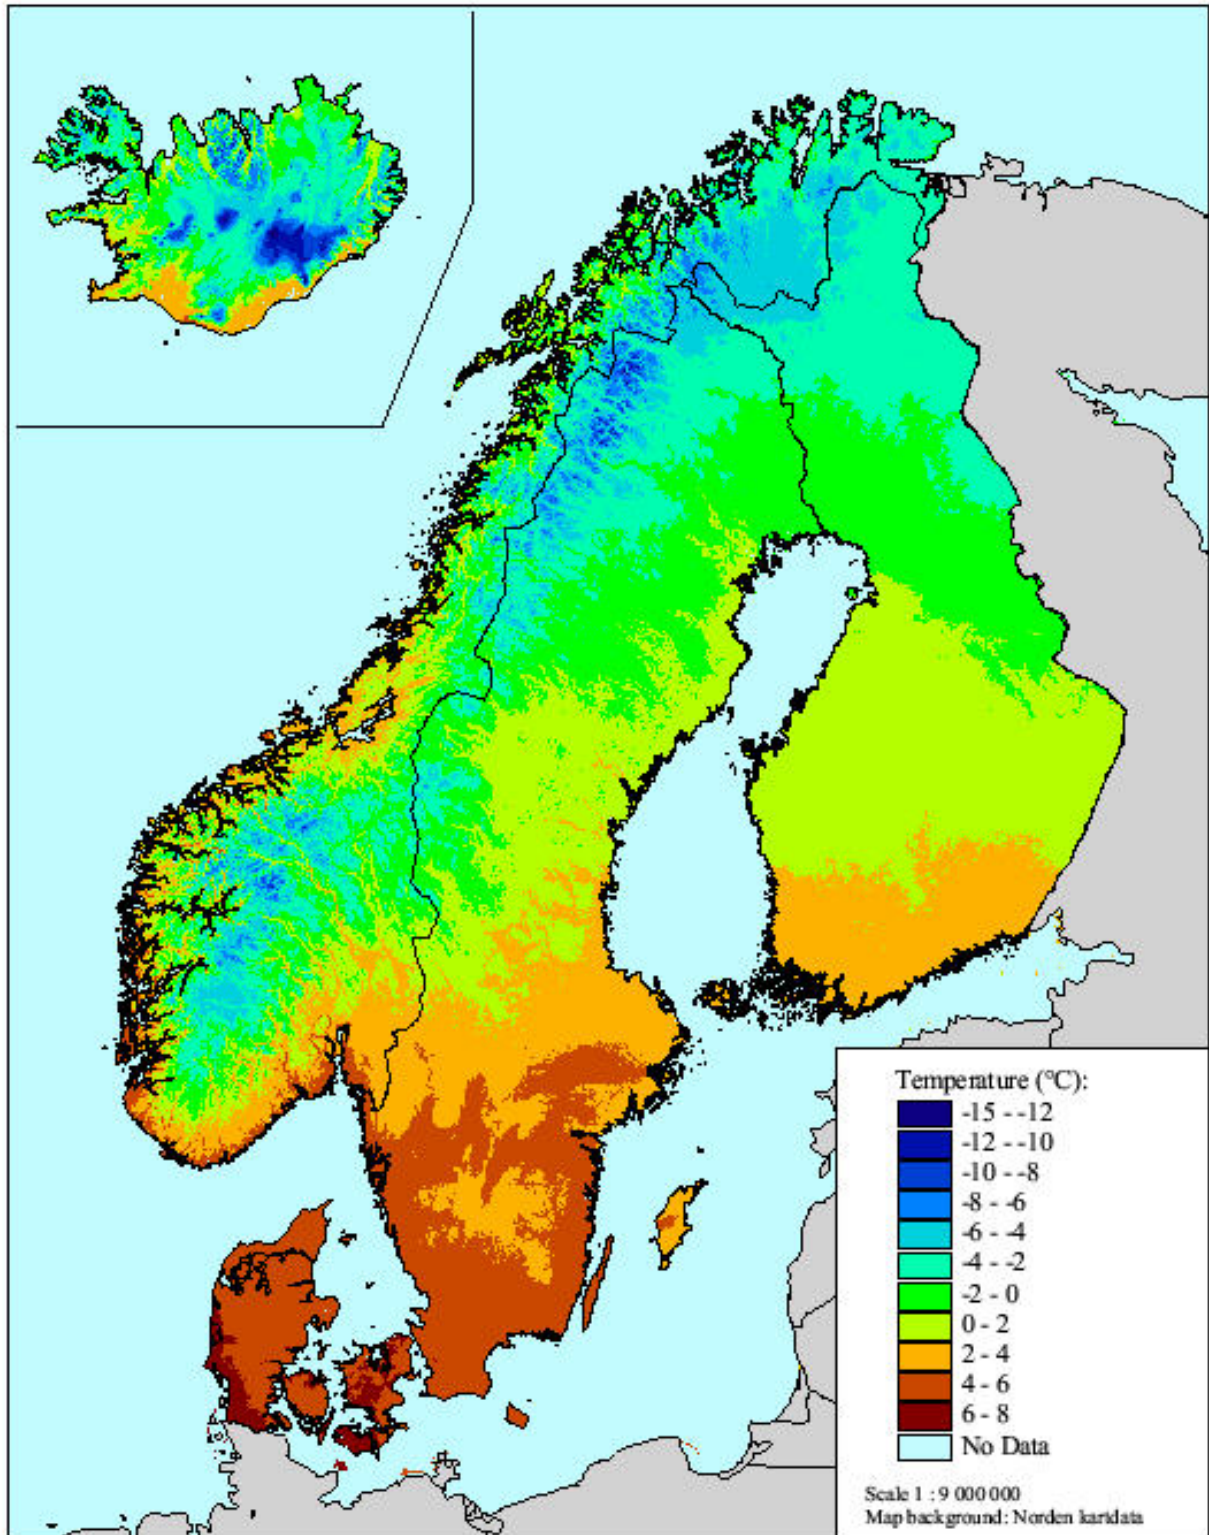 Temperature (°C):
-15 - -12
-12 - -10
-10 - -8
-8 - -6
-6 - -4
-4 - -2
-2 - 0
0 - 2
2 - 4
4 - 6
6 - 8
No Data
Scale 1 : 9 000 000
Map background: Norden kartdata